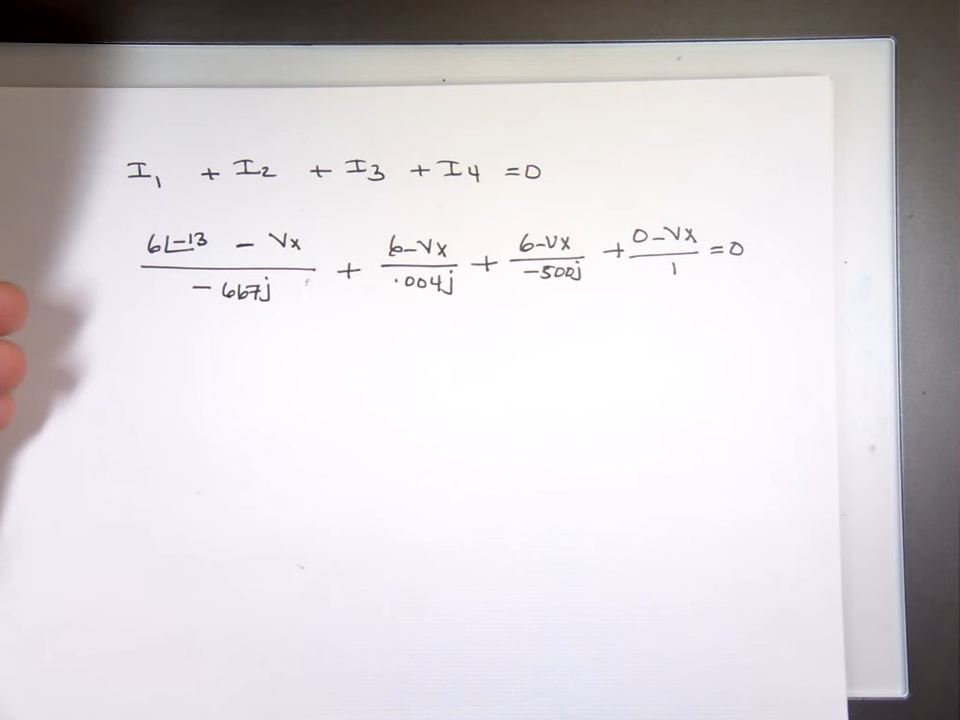 I₁ + I₂ + I₃ + I₄ = 0
(6∠-13 - Vx)/(-667j) + (6-Vx)/(.004j) + (6-Vx)/(-500j) + (0-Vx)/1 = 0